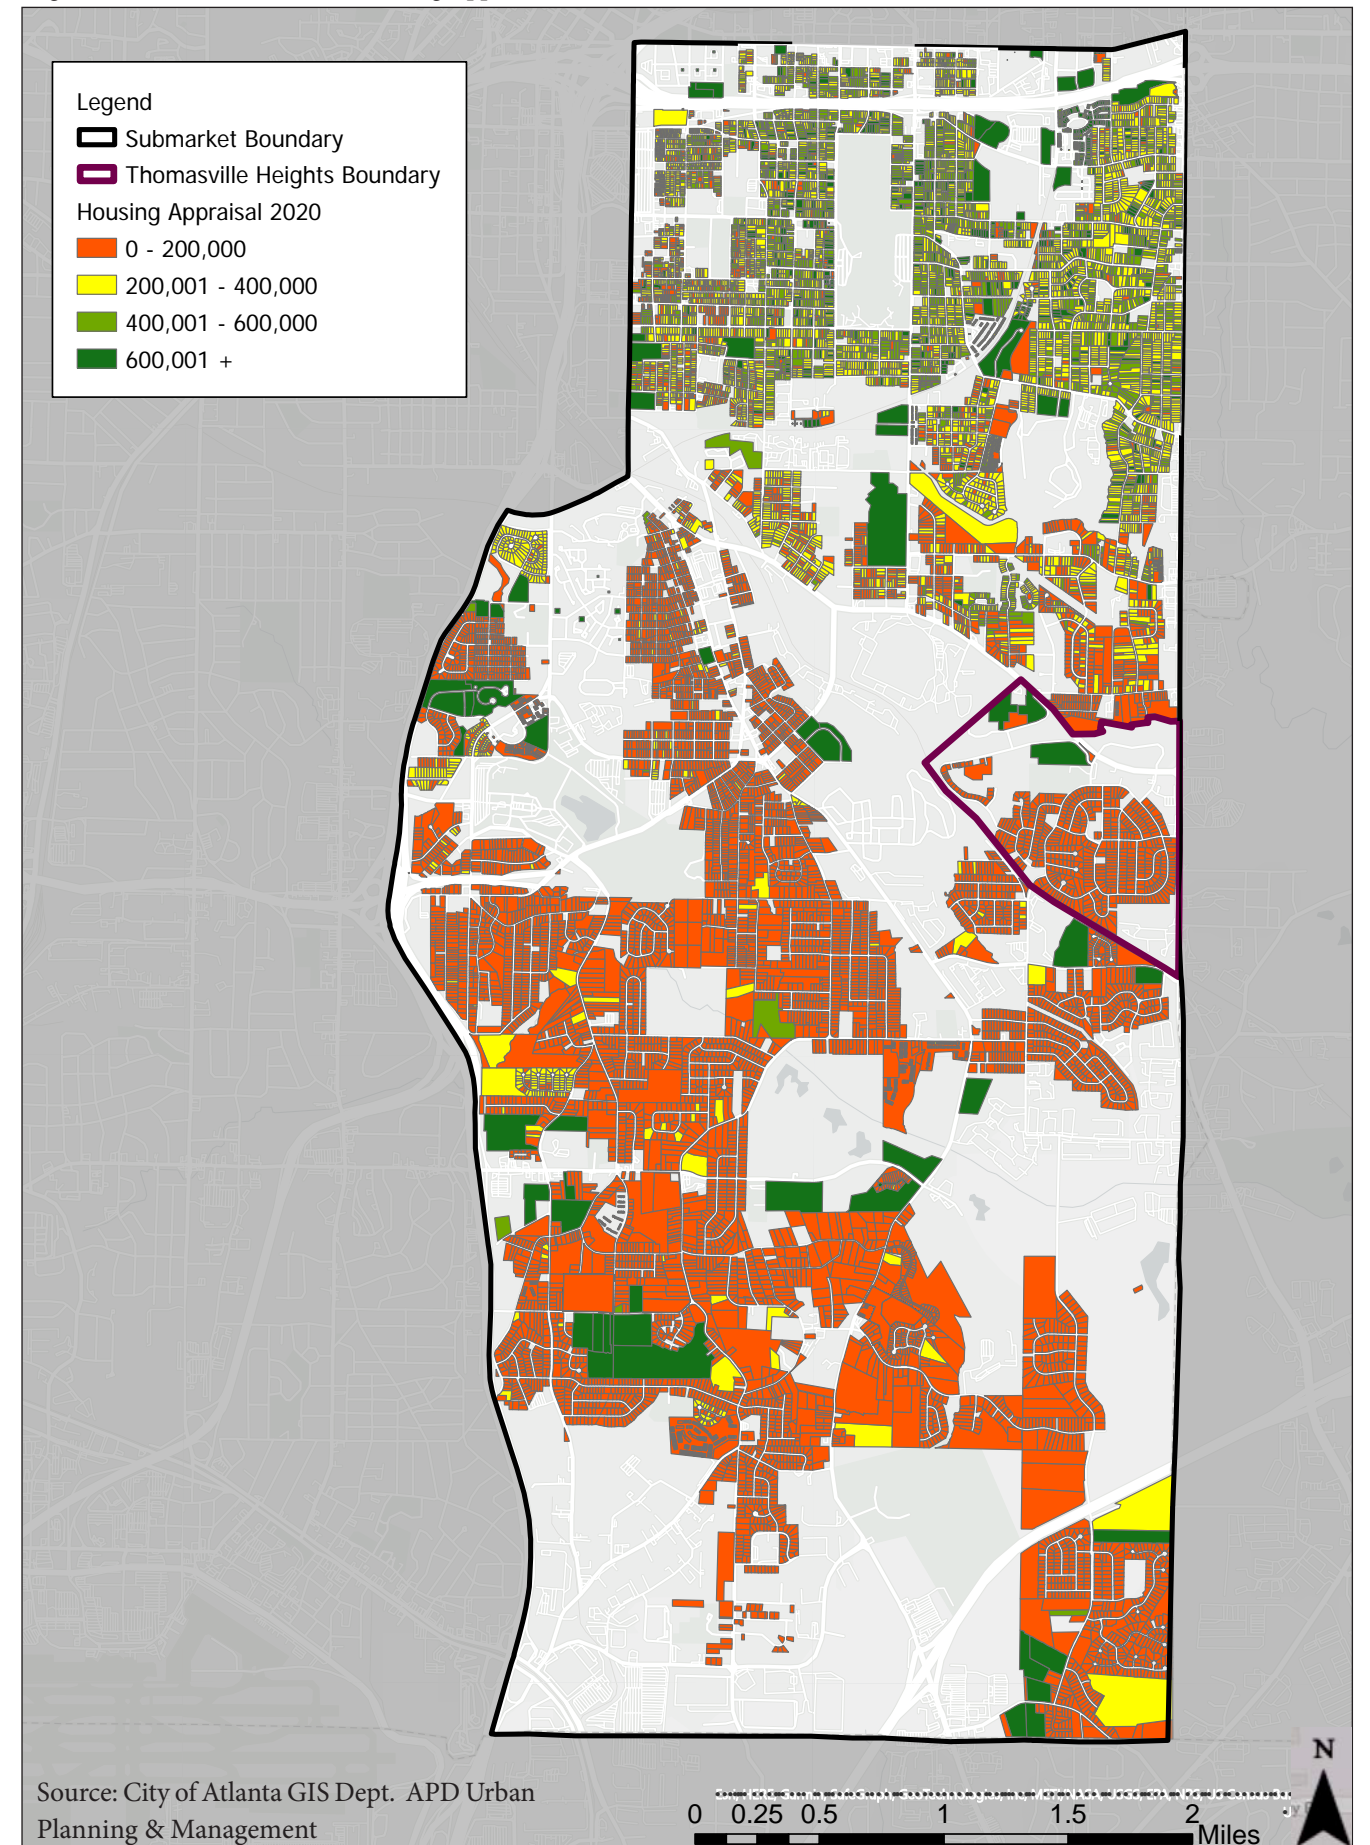 Legend
Submarket Boundary
Thomasville Heights Boundary
Housing Appraisal 2020
0 - 200,000
200,001 - 400,000
400,001 - 600,000
600,001 +
Source: City of Atlanta GIS Dept. APD Urban
Planning & Management
0 0.25 0.5 1 1.5 2
Miles
N